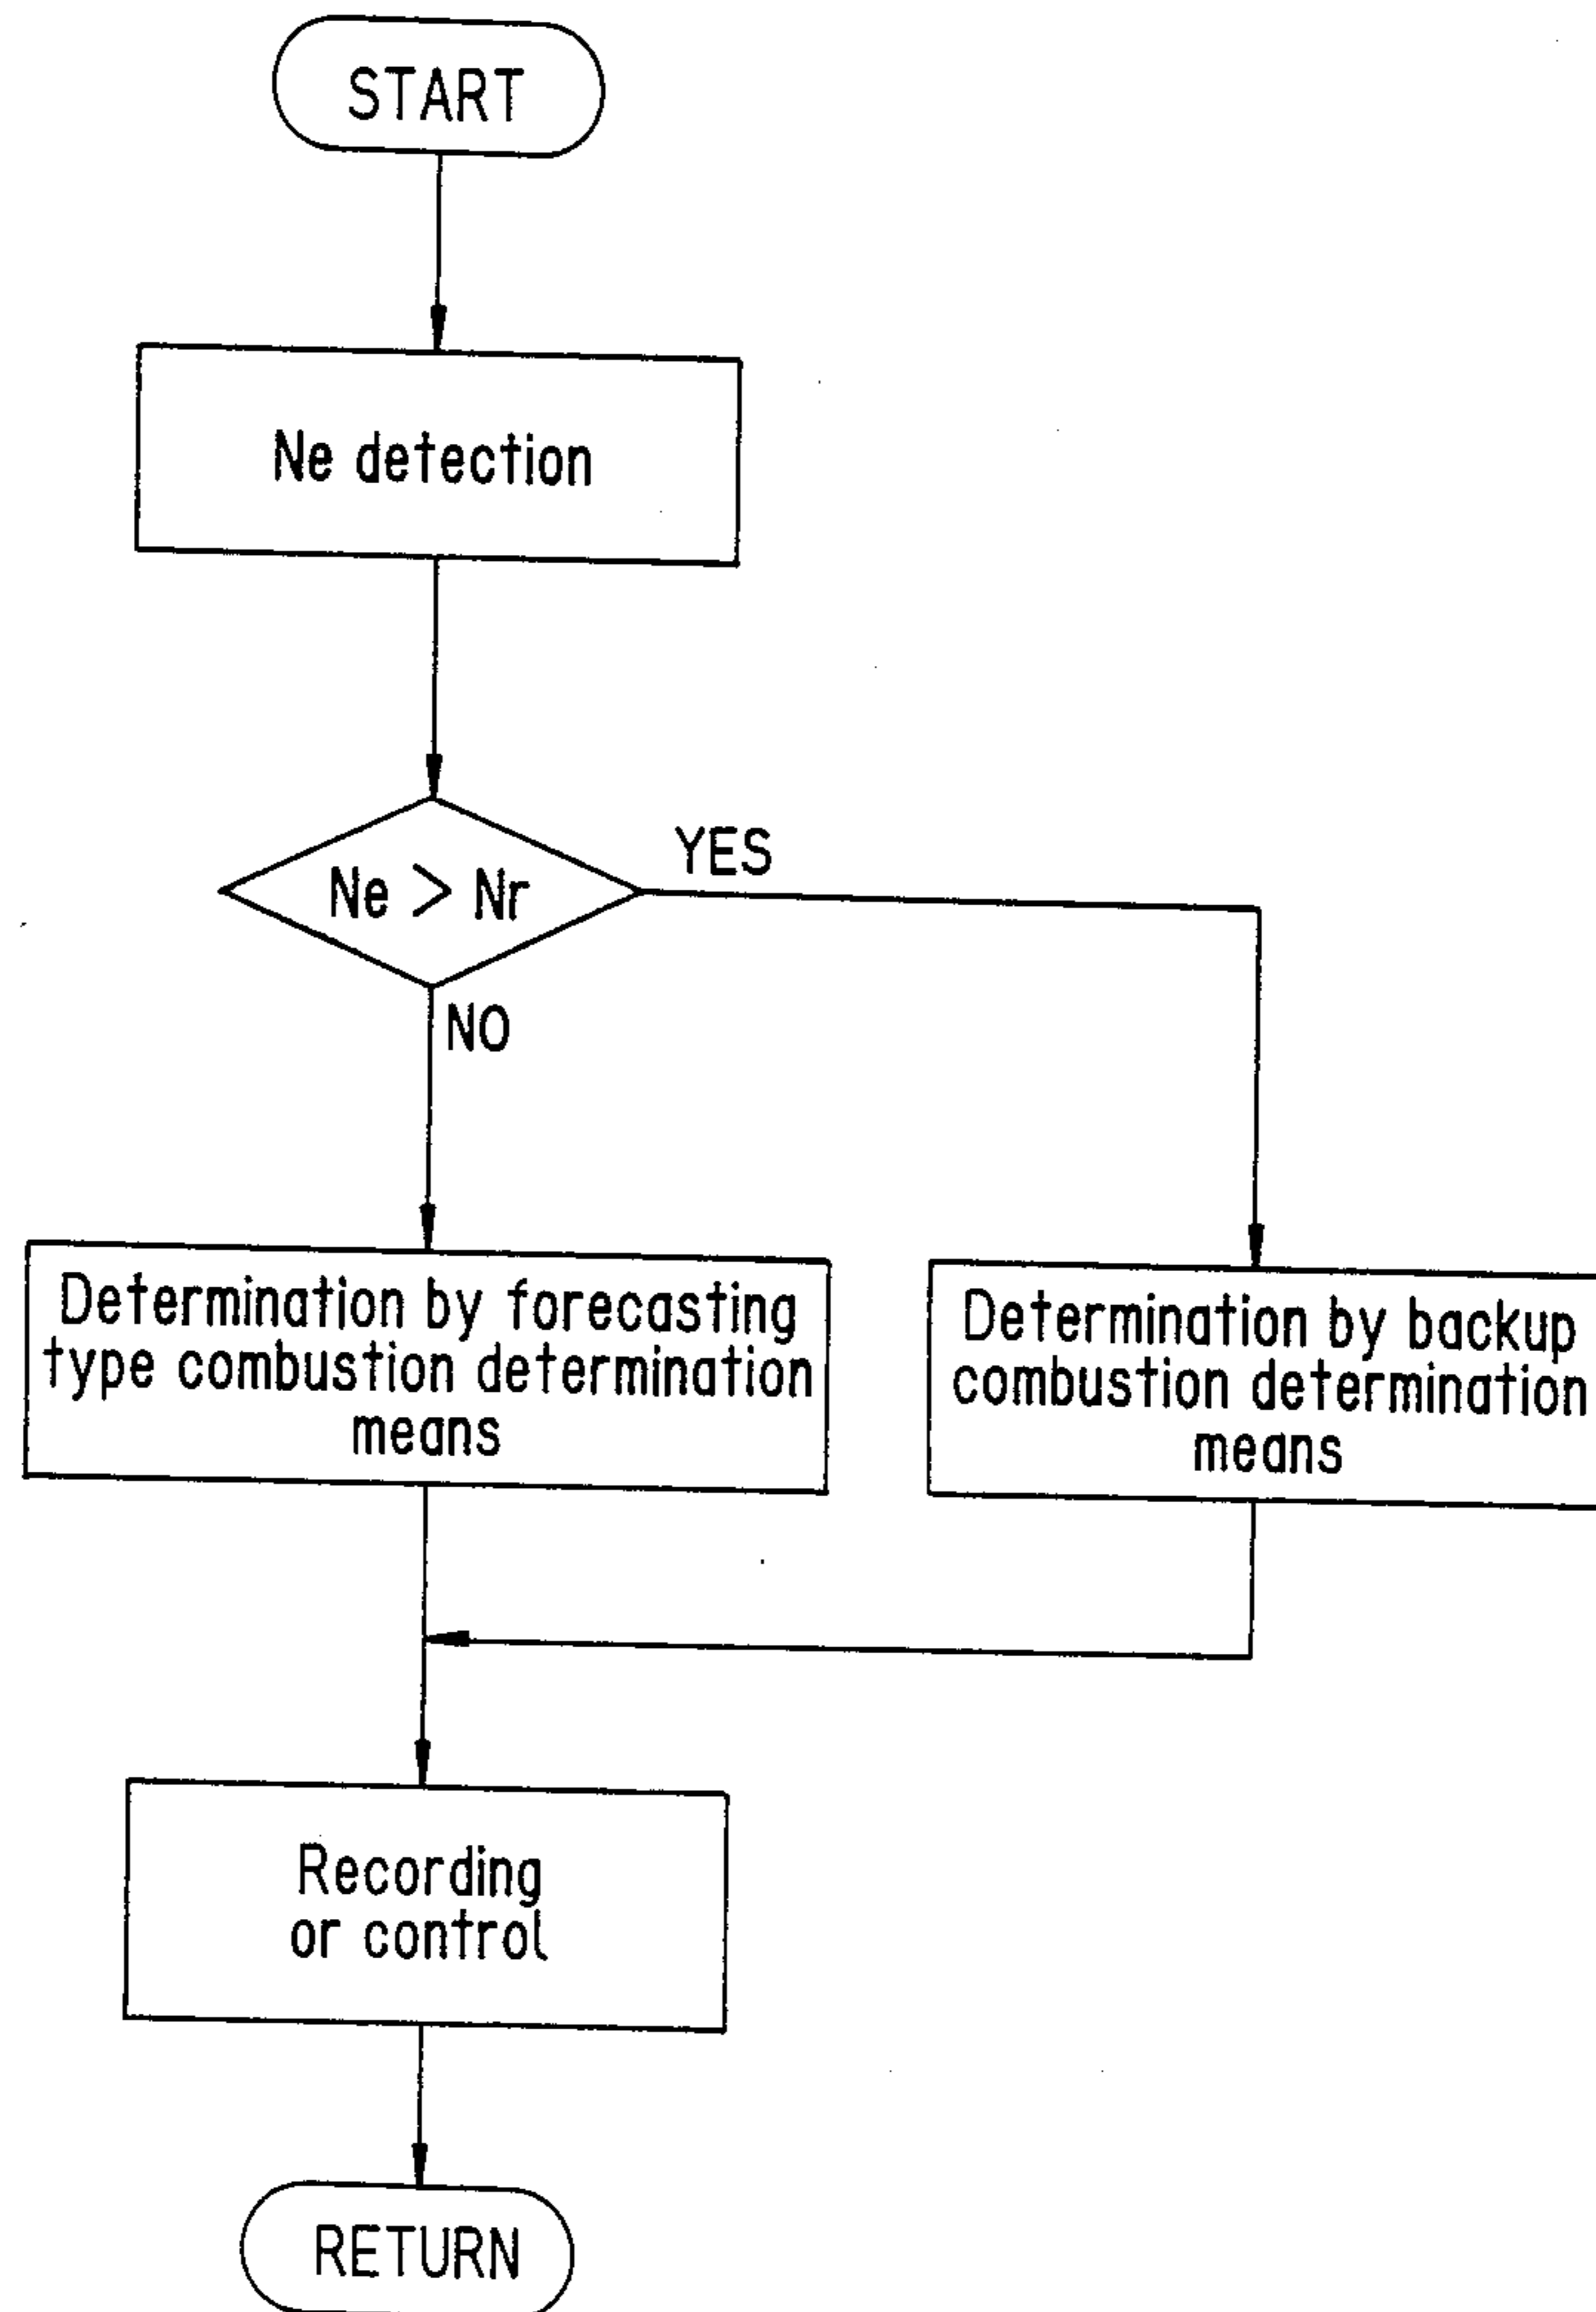 START
Ne detection
Ne > Nr
YES
NO
Determination by forecasting
type combustion determination
means
Determination by backup
combustion determination
means
Recording
or control
RETURN